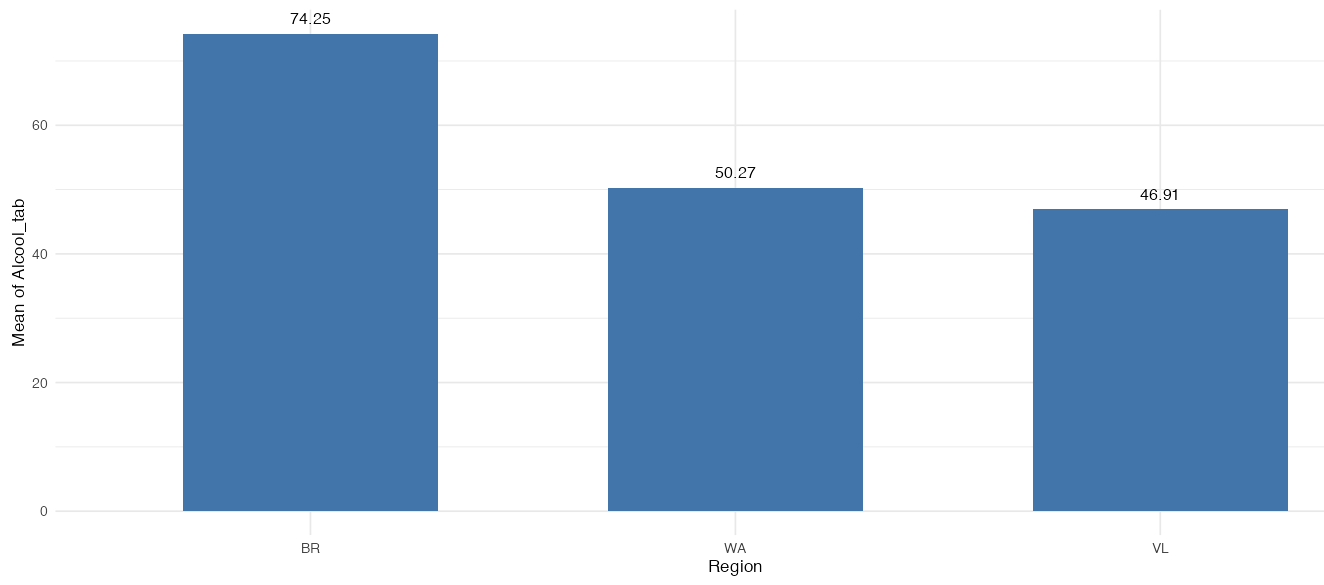 74.25
50.27
46.91
60
40
20
0
Mean of Alcool_tab
BR
WA
VL
Region